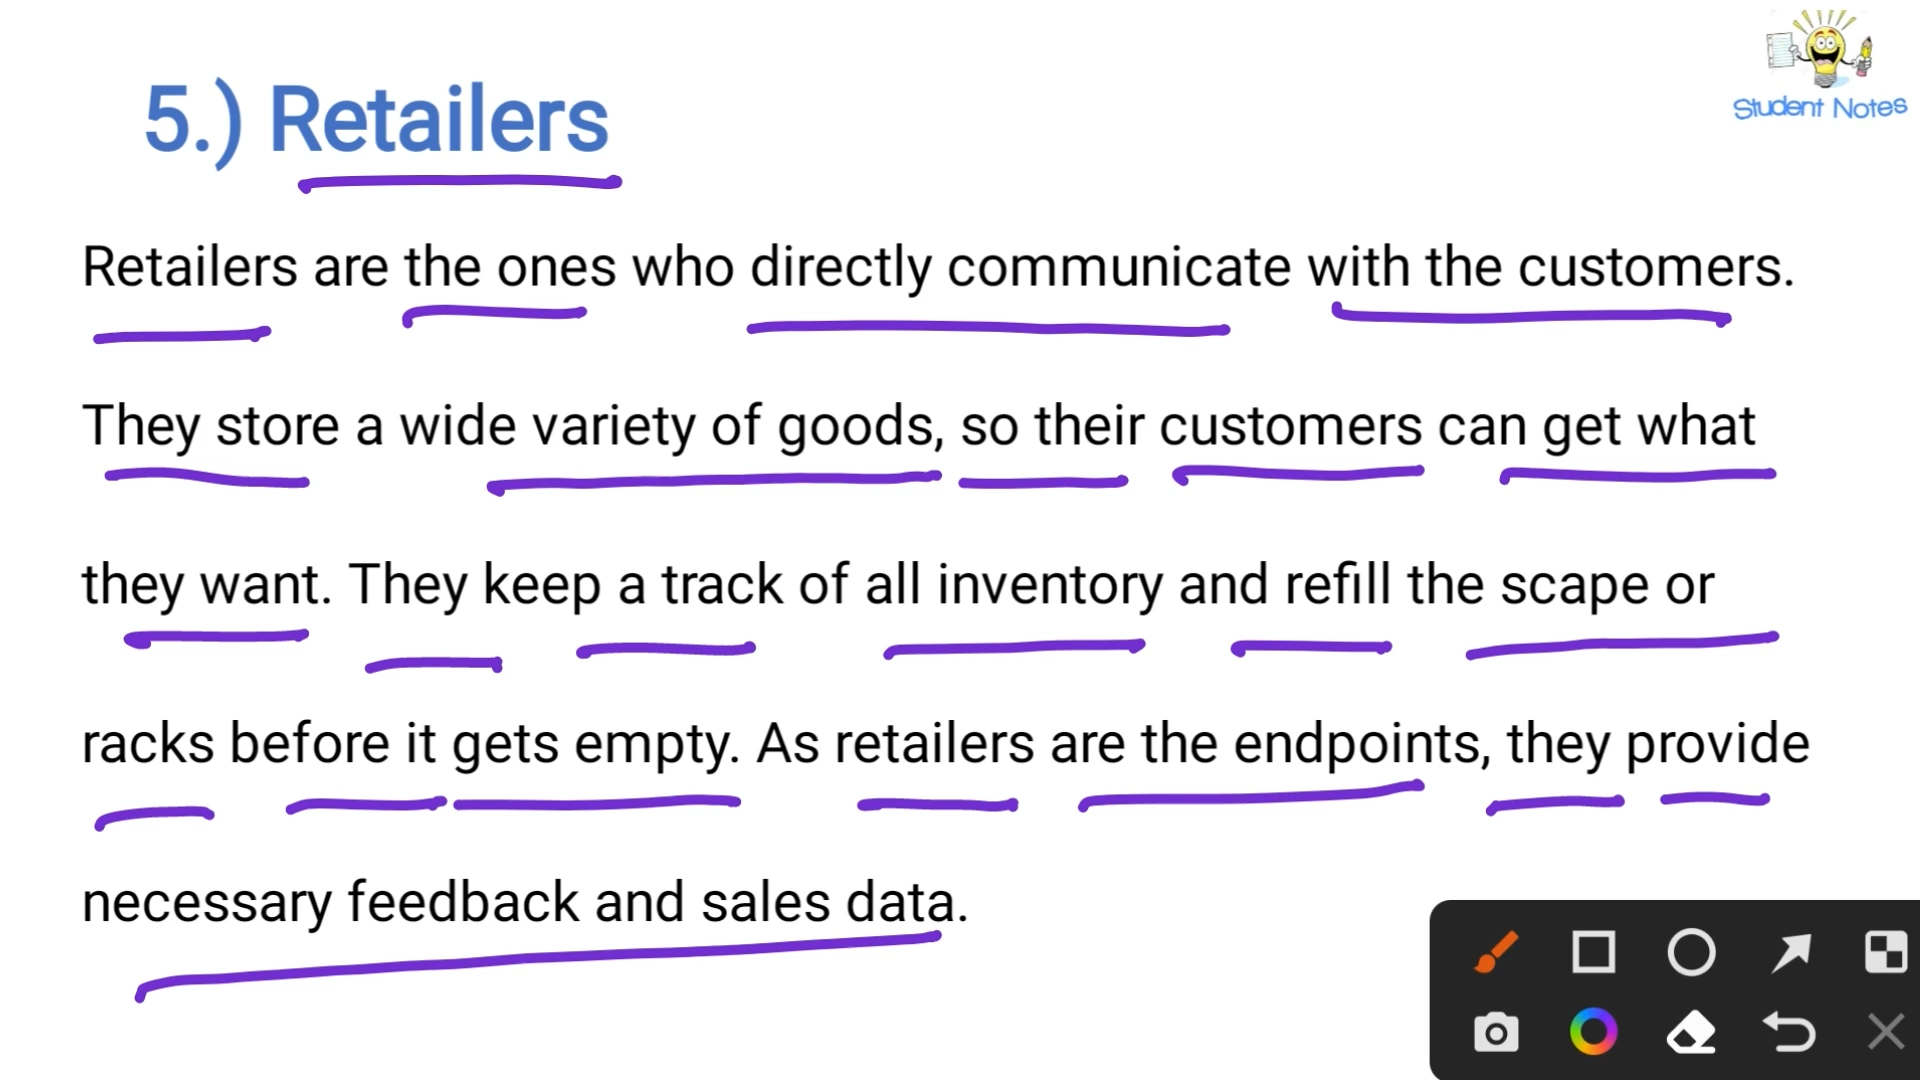 Student Notes
5.) Retailers
Retailers are the ones who directly communicate with the customers.
They store a wide variety of goods, so their customers can get what
they want. They keep a track of all inventory and refill the scape or
racks before it gets empty. As retailers are the endpoints, they provide
necessary feedback and sales data.